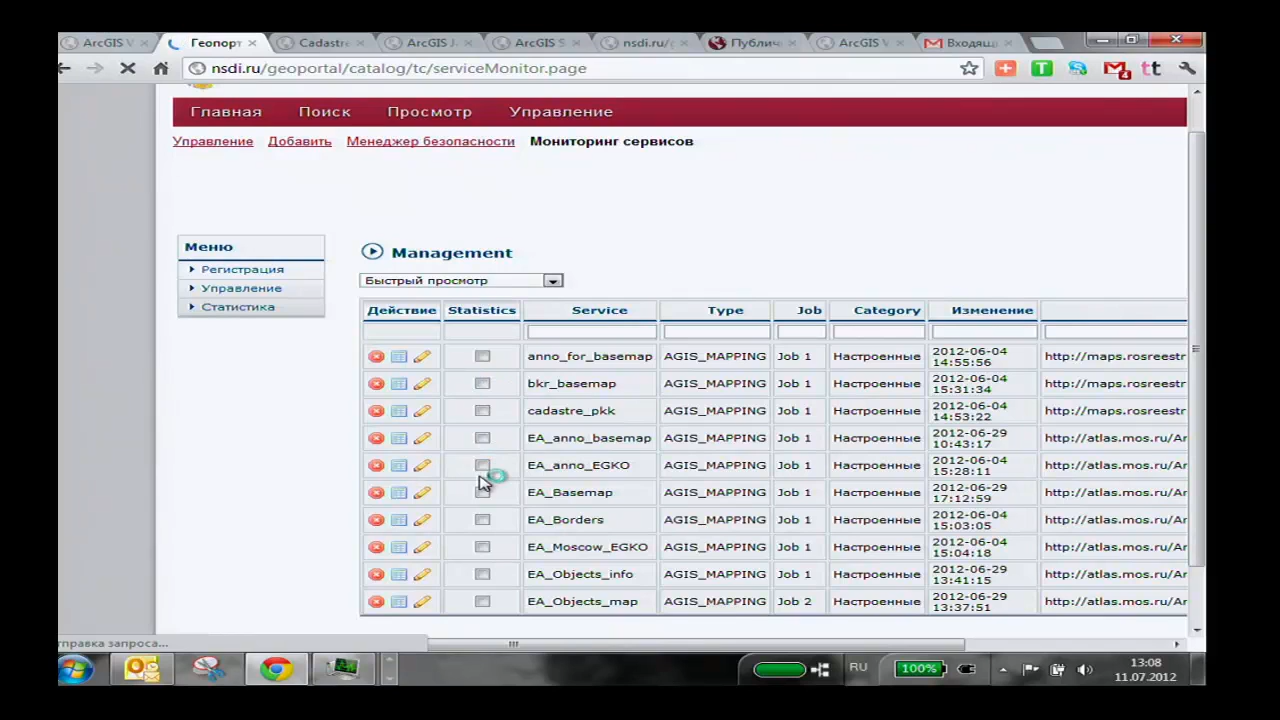 ArcGIS V Геопорт Cadastre ArcGIS J ArcGIS S nsdi.ru/g Публич ArcGIS V Входящ
nsdi.ru/geoportal/catalog/tc/serviceMonitor.page
Главная Поиск Просмотр Управление
Управление Добавить Менеджер безопасности Мониторинг сервисов
Меню
Регистрация
Управление
Статистика
Management
Быстрый просмотр
Действие Statistics Service Type Job Category Изменение
anno_for_basemap AGIS_MAPPING Job 1 Настроенные 2012-06-04 14:55:56 http://maps.rosreestr
bkr_basemap AGIS_MAPPING Job 1 Настроенные 2012-06-04 15:31:34 http://maps.rosreestr
cadastre_pkk AGIS_MAPPING Job 1 Настроенные 2012-06-04 14:53:22 http://maps.rosreestr
EA_anno_basemap AGIS_MAPPING Job 1 Настроенные 2012-06-29 10:43:17 http://atlas.mos.ru/Ar
EA_anno_EGKO AGIS_MAPPING Job 1 Настроенные 2012-06-04 15:28:11 http://atlas.mos.ru/Ar
EA_Basemap AGIS_MAPPING Job 1 Настроенные 2012-06-29 17:12:59 http://atlas.mos.ru/Ar
EA_Borders AGIS_MAPPING Job 1 Настроенные 2012-06-04 15:03:05 http://atlas.mos.ru/Ar
EA_Moscow_EGKO AGIS_MAPPING Job 1 Настроенные 2012-06-04 15:04:18 http://atlas.mos.ru/Ar
EA_Objects_info AGIS_MAPPING Job 1 Настроенные 2012-06-29 13:41:15 http://atlas.mos.ru/Ar
EA_Objects_map AGIS_MAPPING Job 2 Настроенные 2012-06-29 13:37:51 http://atlas.mos.ru/Ar
тправка запроса...
RU 100% 13:08
11.07.2012